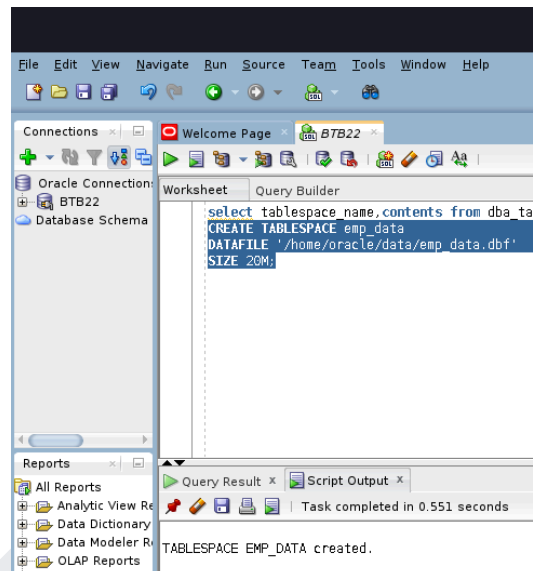 File Edit View Navigate Run Source Team Tools Window Help
Connections
Welcome Page
BTB22
Oracle Connection
BTB22
Database Schema
Worksheet Query Builder
select tablespace_name,contents from dba_ta
CREATE TABLESPACE emp_data
DATAFILE '/home/oracle/data/emp_data.dbf'
SIZE 20M;
Reports
All Reports
Analytic View Re
Data Dictionary
Data Modeler R
OLAP Reports
Query Result x Script Output x
Task completed in 0.551 seconds
TABLESPACE EMP_DATA created.